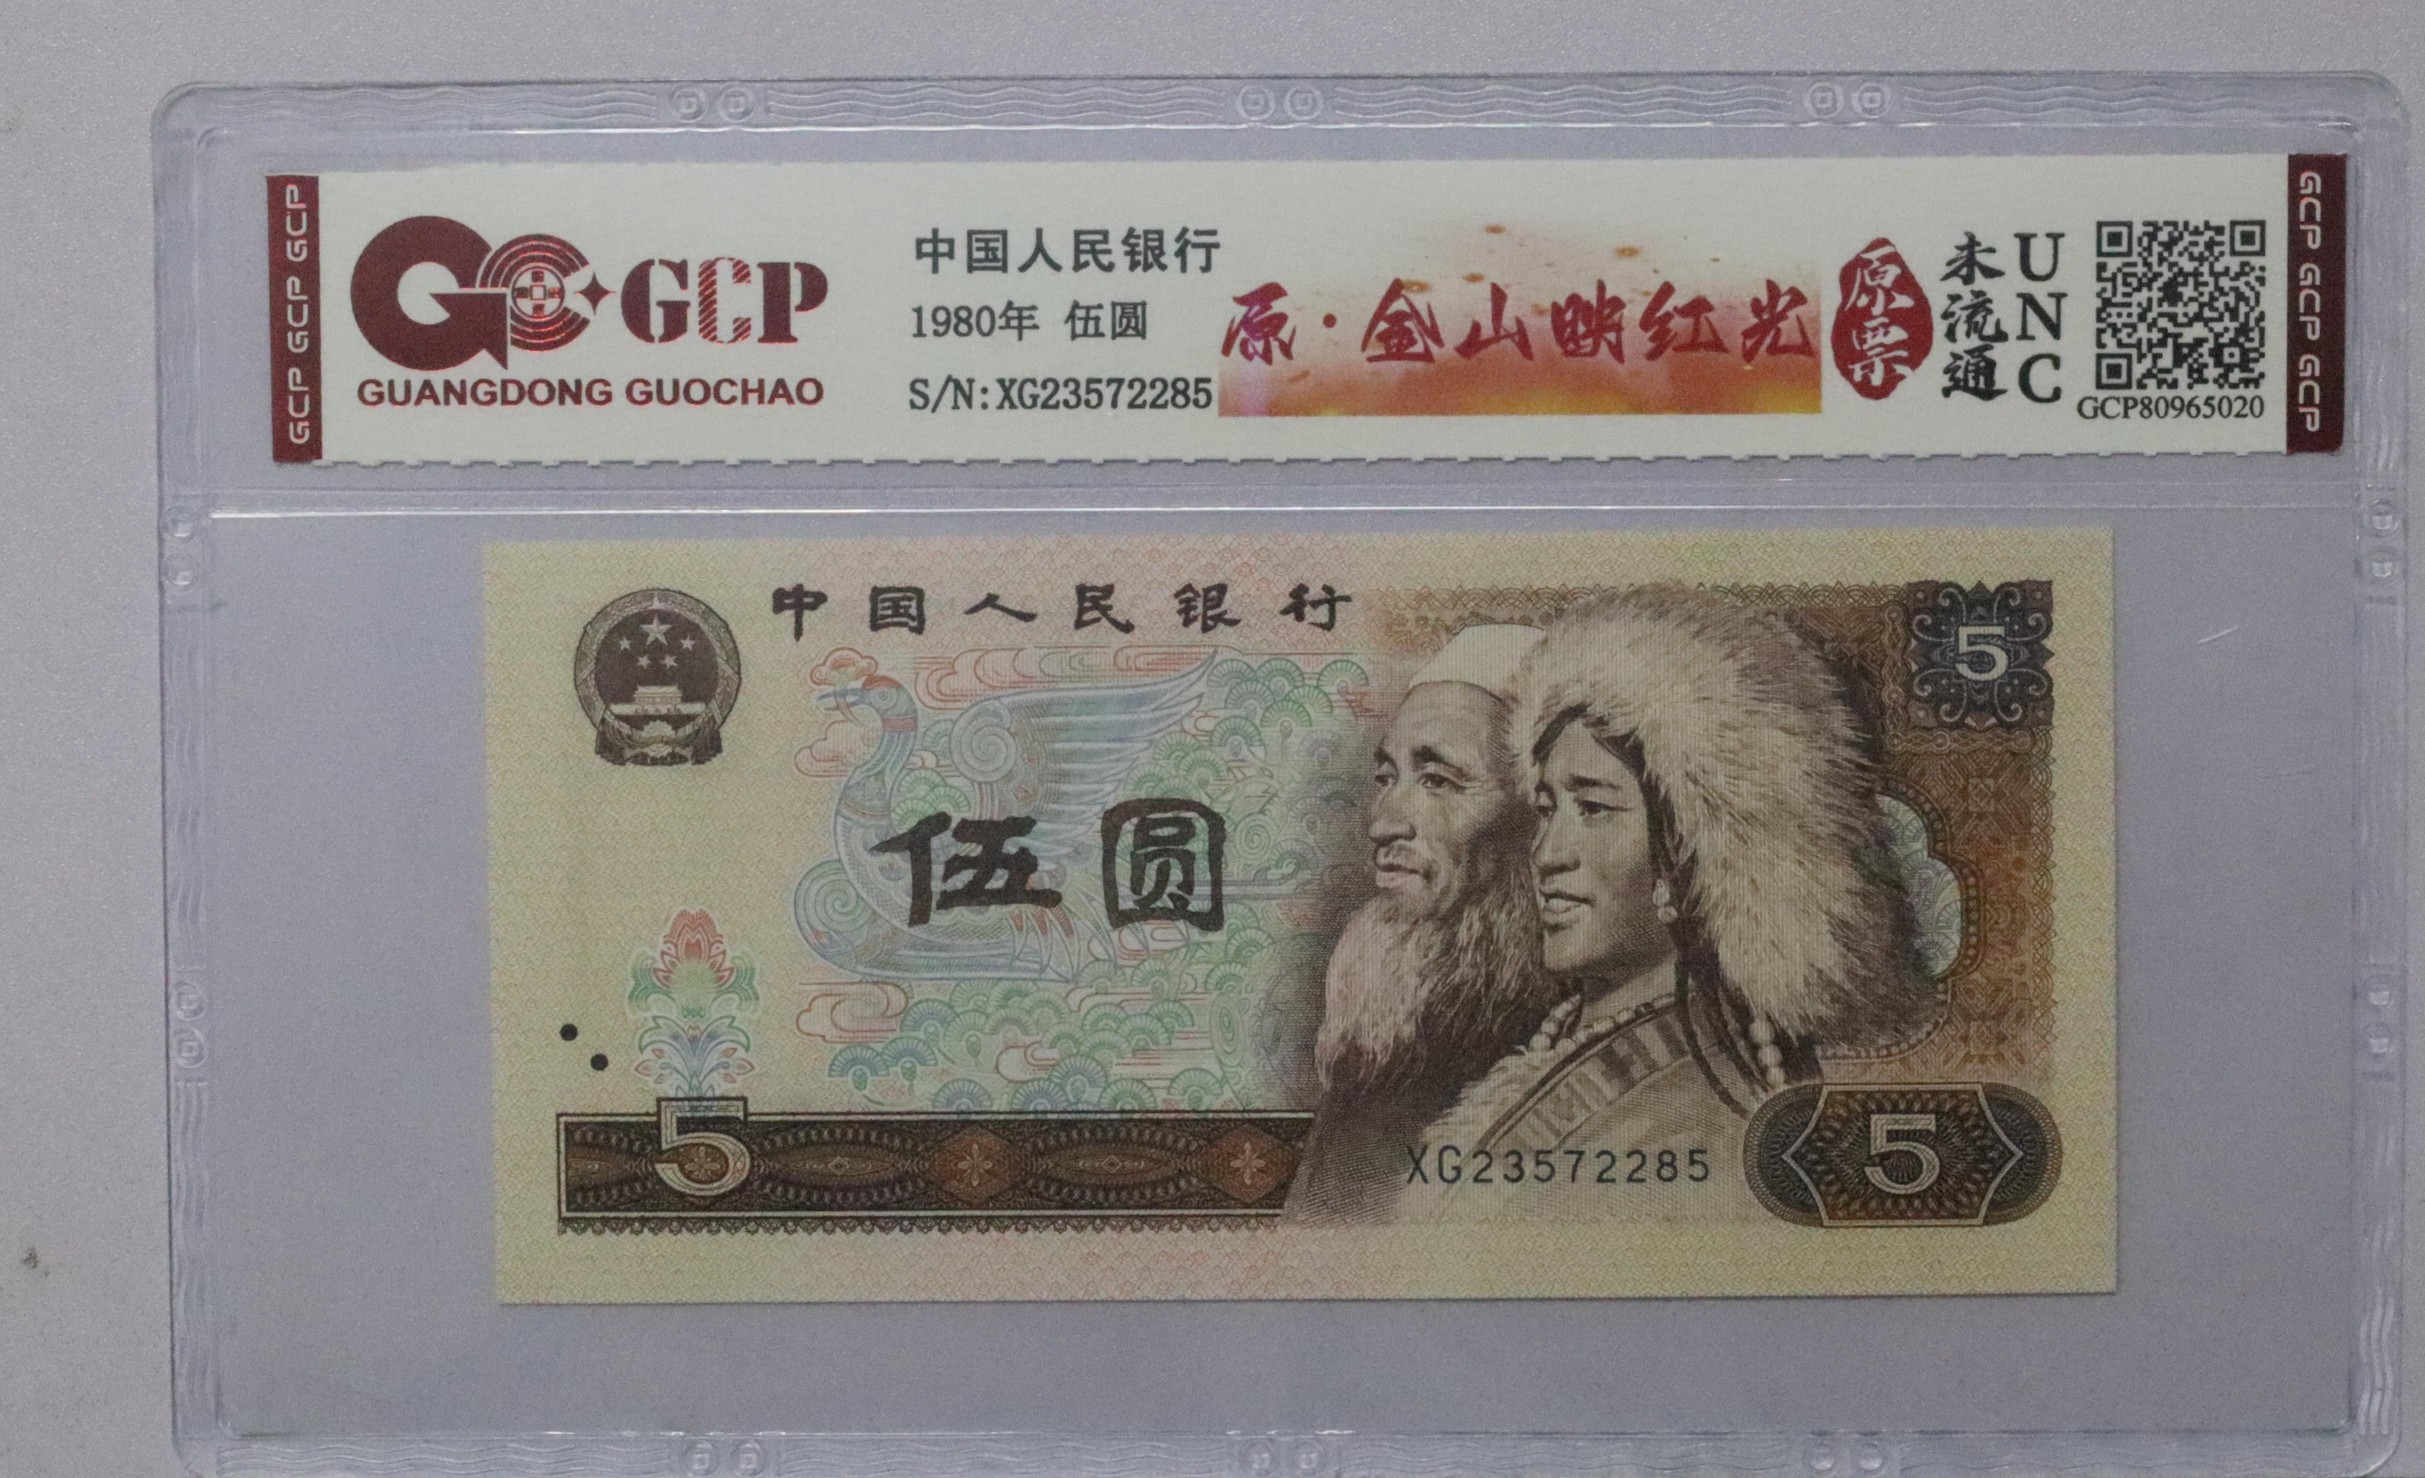 GCP GCP GCP
GCP
GUANGDONG GUOCHAO
中国人民银行
1980年 伍圆
S/N:XG23572285
原·金山映红光
原票
未流通
UNC
GCP80965020
GCP GCP GCP
中国人民银行
5
伍圆
5
XG23572285
5